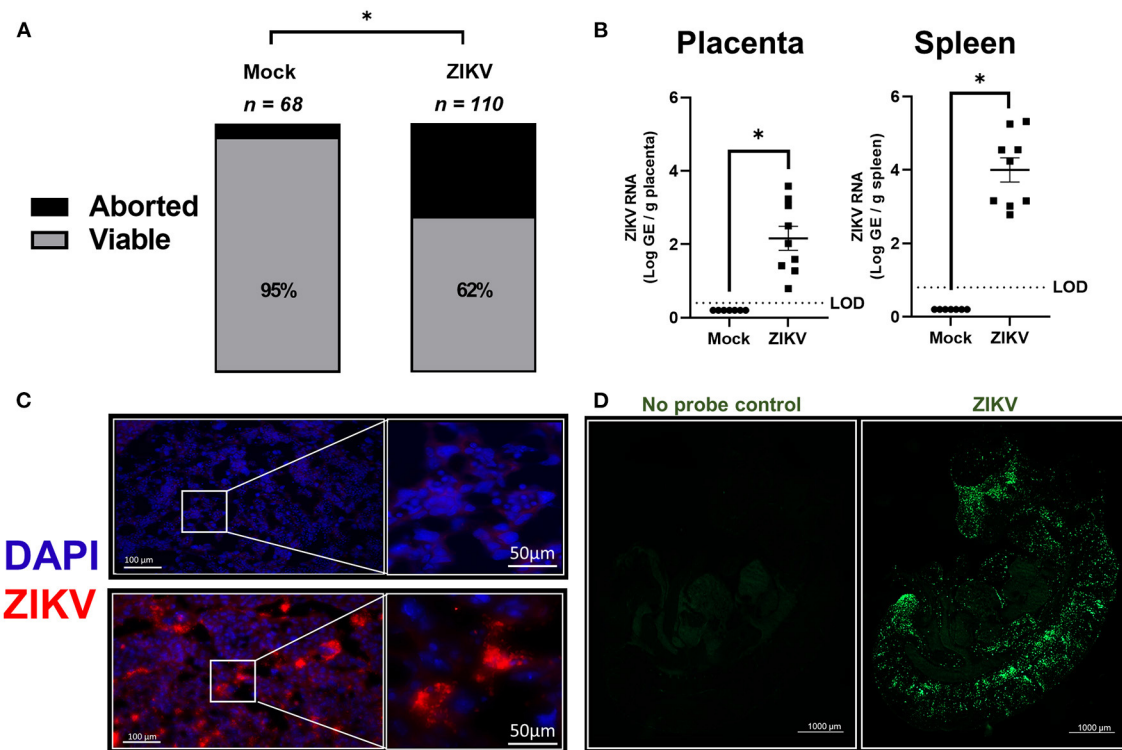 A
*
Mock
ZIKV
n = 68
n = 110
Aborted
Viable
95%
62%
B
Placenta
Spleen
6
4
2
0
ZIKV RNA
(Log GE / g placenta)
*
LOD
Mock
ZIKV
6
4
2
0
ZIKV RNA
(Log GE / g spleen)
*
LOD
Mock
ZIKV
C
DAPI
ZIKV
100 µm
50µm
100 µm
50µm
D
No probe control
ZIKV
1000 µm
1000 µm